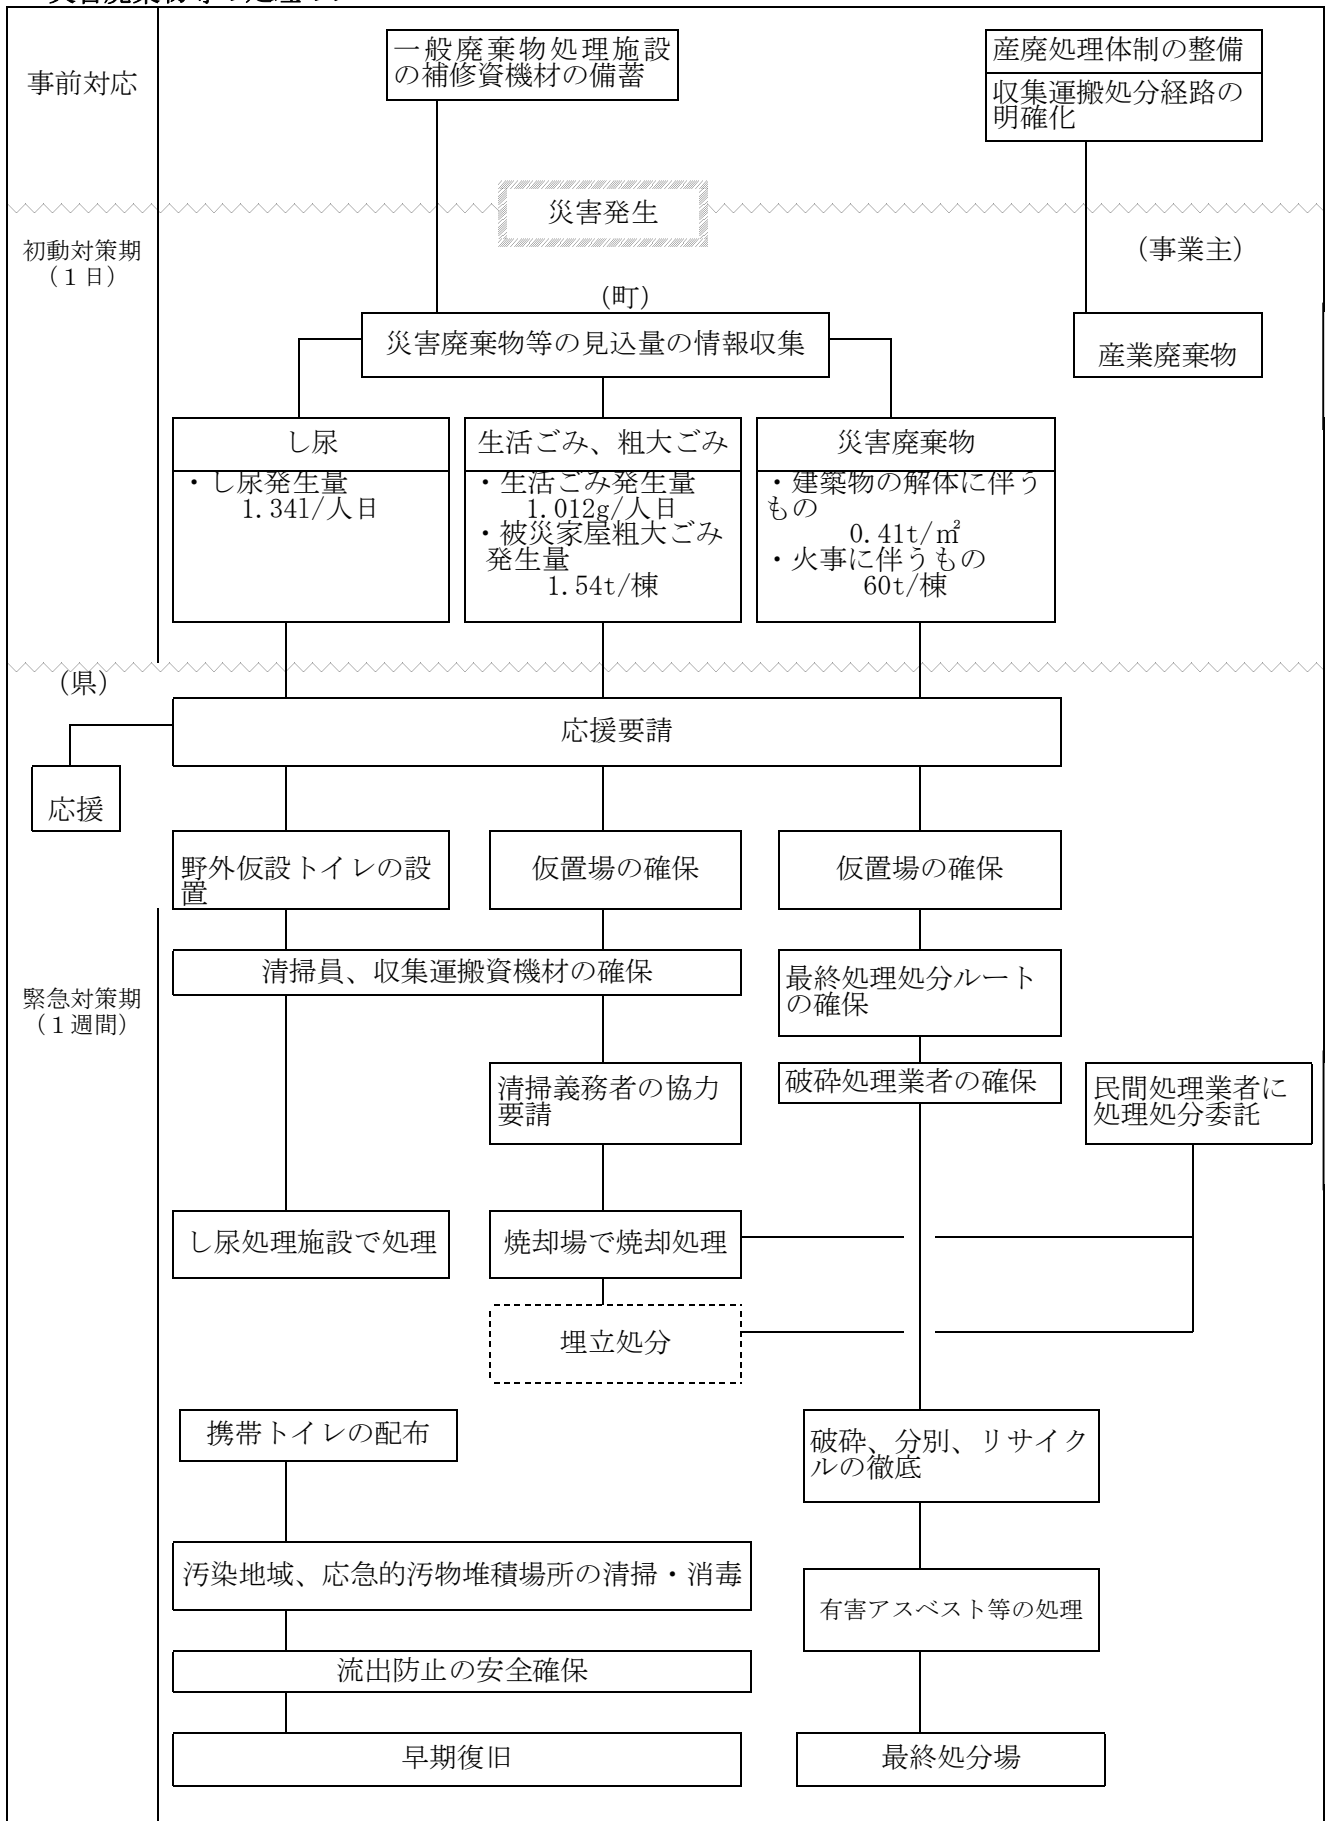 事前対応
一般廃棄物処理施設
の補修資機材の備蓄
産廃処理体制の整備
収集運搬処分経路の
明確化
災害発生
初動対策期
(１日)
(事業主)
(町)
災害廃棄物等の見込量の情報収集
産業廃棄物
し尿
・し尿発生量
1.34l/人日
生活ごみ、粗大ごみ
・生活ごみ発生量
1.012g/人日
・被災家屋粗大ごみ
発生量
1.54t/棟
災害廃棄物
・建築物の解体に伴う
もの
0.41t/㎡
・火事に伴うもの
60t/棟
(県)
応援要請
応援
野外仮設トイレの設
置
仮置場の確保
仮置場の確保
清掃員、収集運搬資機材の確保
最終処理処分ルート
の確保
緊急対策期
(１週間)
清掃義務者の協力
要請
破砕処理業者の確保
民間処理業者に
処理処分委託
し尿処理施設で処理
焼却場で焼却処理
埋立処分
携帯トイレの配布
破砕、分別、リサイク
ルの徹底
汚染地域、応急的汚物堆積場所の清掃・消毒
有害アスベスト等の処理
流出防止の安全確保
早期復旧
最終処分場